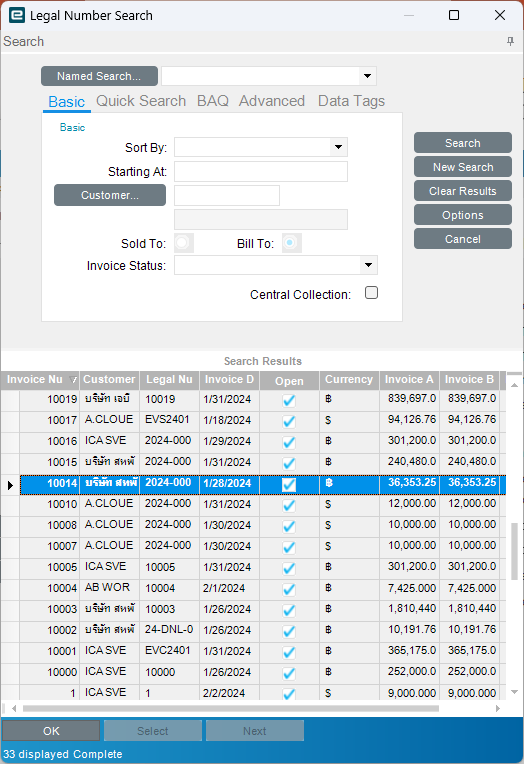 Legal Number Search
Search
Named Search...
Basic Quick Search BAQ Advanced Data Tags
Basic
Sort By:
Starting At:
Customer...
Sold To: Bill To:
Invoice Status:
Central Collection:
Search
New Search
Clear Results
Options
Cancel
Search Results
Invoice Nu Customer Legal Nu Invoice D Open Currency Invoice A Invoice B
10019 บริษัท เอบี 10019 1/31/2024 ฿ 839,697.0 839,697.0
10017 A.CLOUE EVS2401 1/18/2024 $ 94,126.76 94,126.76
10016 ICA SVE 2024-000 1/29/2024 ฿ 301,200.0 301,200.0
10015 บริษัท สหพั 2024-000 1/31/2024 ฿ 240,480.0 240,480.0
10014 บริษัท สหพั 2024-000 1/28/2024 ฿ 36,353.25 36,353.25
10010 A.CLOUE 2024-000 1/31/2024 $ 12,000.00 12,000.00
10008 A.CLOUE 2024-000 1/30/2024 $ 10,000.00 10,000.00
10007 A.CLOUE 2024-000 1/30/2024 $ 10,000.00 10,000.00
10005 ICA SVE 10005 1/31/2024 ฿ 301,200.0 301,200.0
10004 AB WOR 10004 2/1/2024 ฿ 7,425.000 7,425.000
10003 บริษัท สหพั 10003 1/26/2024 ฿ 1,810,440 1,810,440
10002 บริษัท สหพั 24-DNL-0 1/26/2024 ฿ 10,191.76 10,191.76
10001 ICA SVE EVC2401 1/31/2024 ฿ 365,175.0 365,175.0
10000 ICA SVE 10000 1/26/2024 ฿ 252,000.0 252,000.0
1 ICA SVE 1 2/2/2024 $ 9,000.000 9,000.000
OK Select Next
33 displayed Complete